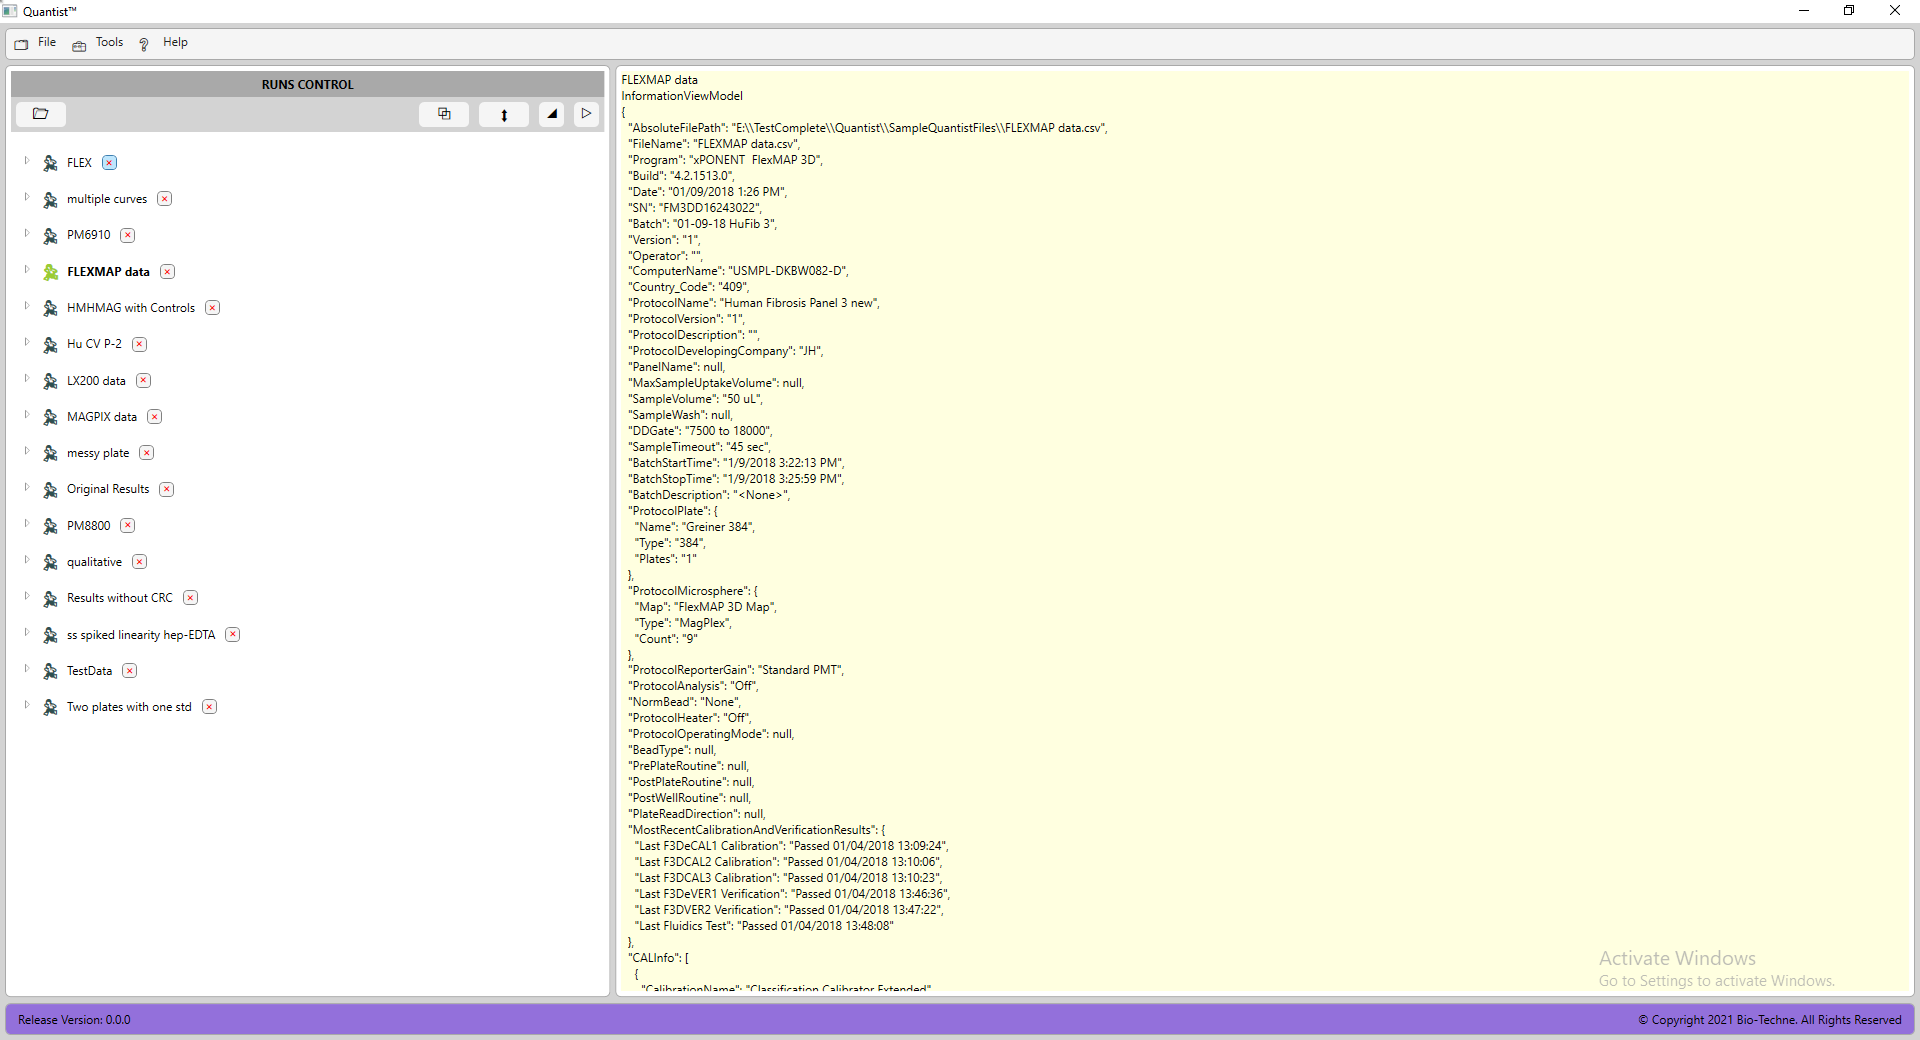 Quantist™
File
Tools
Help
RUNS CONTROL
FLEX
multiple curves
PM6910
FLEXMAP data
HMHMAG with Controls
Hu CV P-2
LX200 data
MAGPIX data
messy plate
Original Results
PM8800
qualitative
Results without CRC
ss spiked linearity hep-EDTA
TestData
Two plates with one std
FLEXMAP data
InformationViewModel
{
"AbsoluteFilePath": "E:\\TestComplete\\Quantist\\SampleQuantistFiles\\FLEXMAP data.csv",
"FileName": "FLEXMAP data.csv",
"Program": "xPONENT  FlexMAP 3D",
"Build": "4.2.1513.0",
"Date": "01/09/2018 1:26 PM",
"SN": "FM3DD16243022",
"Batch": "01-09-18 HuFib 3",
"Version": "1",
"Operator": "",
"ComputerName": "USMPL-DKBW082-D",
"Country_Code": "409",
"ProtocolName": "Human Fibrosis Panel 3 new",
"ProtocolVersion": "1",
"ProtocolDescription": "",
"ProtocolDevelopingCompany": "JH",
"PanelName": null,
"MaxSampleUptakeVolume": null,
"SampleVolume": "50 uL",
"SampleWash": null,
"DDGate": "7500 to 18000",
"SampleTimeout": "45 sec",
"BatchStartTime": "1/9/2018 3:22:13 PM",
"BatchStopTime": "1/9/2018 3:25:59 PM",
"BatchDescription": "<None>",
"ProtocolPlate": {
"Name": "Greiner 384",
"Type": "384",
"Plates": "1"
},
"ProtocolMicrosphere": {
"Map": "FlexMAP 3D Map",
"Type": "MagPlex",
"Count": "9"
},
"ProtocolReporterGain": "Standard PMT",
"ProtocolAnalysis": "Off",
"NormBead": "None",
"ProtocolHeater": "Off",
"ProtocolOperatingMode": null,
"BeadType": null,
"PrePlateRoutine": null,
"PostPlateRoutine": null,
"PostWellRoutine": null,
"PlateReadDirection": null,
"MostRecentCalibrationAndVerificationResults": {
"Last F3DeCAL1 Calibration": "Passed 01/04/2018 13:09:24",
"Last F3DCAL2 Calibration": "Passed 01/04/2018 13:10:06",
"Last F3DCAL3 Calibration": "Passed 01/04/2018 13:10:23",
"Last F3DeVER1 Verification": "Passed 01/04/2018 13:46:36",
"Last F3DVER2 Verification": "Passed 01/04/2018 13:47:22",
"Last Fluidics Test": "Passed 01/04/2018 13:48:08"
},
"CALInfo": [
{
"CalibrationName": "Classification Calibrator Extended"
Activate Windows
Go to Settings to activate Windows.
Release Version: 0.0.0
© Copyright 2021 Bio-Techne. All Rights Reserved